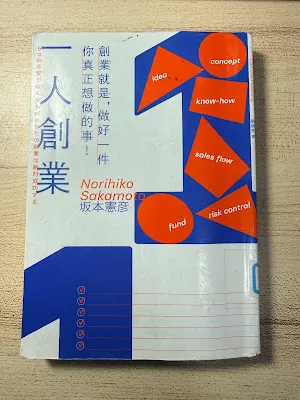 一人創業
創業就是，做好一件
你真正想做的事！
Norihiko
Sakamoto
坂本憲彦
idea
concept
know-how
sales flow
fund
risk control